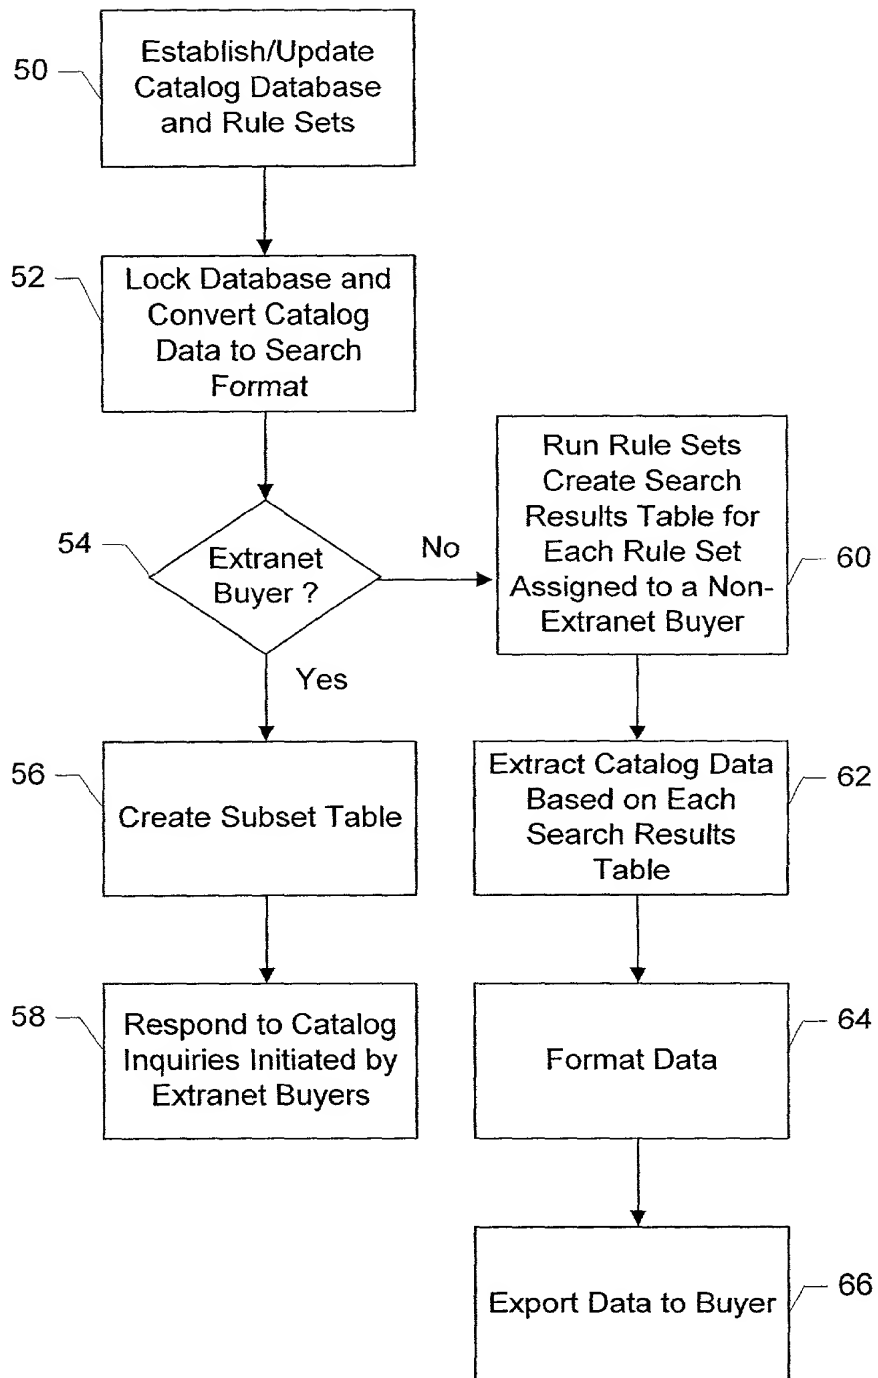 50
Establish/Update
Catalog Database
and Rule Sets
52
Lock Database and
Convert Catalog
Data to Search
Format
54
Extranet
Buyer ?
No
Yes
Run Rule Sets
Create Search
Results Table for
Each Rule Set
Assigned to a Non-
Extranet Buyer
60
56
Create Subset Table
Extract Catalog Data
Based on Each
Search Results
Table
62
58
Respond to Catalog
Inquiries Initiated by
Extranet Buyers
Format Data
64
Export Data to Buyer
66